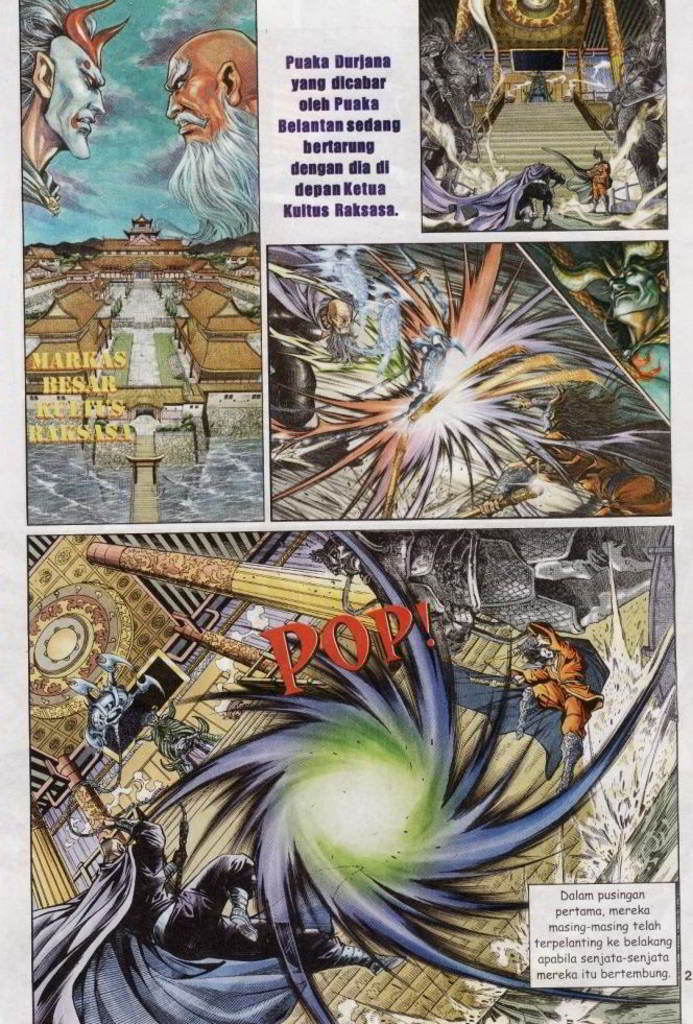 Puaka Durjana
yang dicabar
oleh Puaka
Belantan sedang
bertarung
dengan dia di
depan Ketua
Kultus Raksasa.
MARKAS
BESAR
KULTUS
RAKSASA
POP!
Dalam pusingan
pertama, mereka
masing-masing telah
terpelanting ke belakang
apabila senjata-senjata
mereka itu bertembung.
2